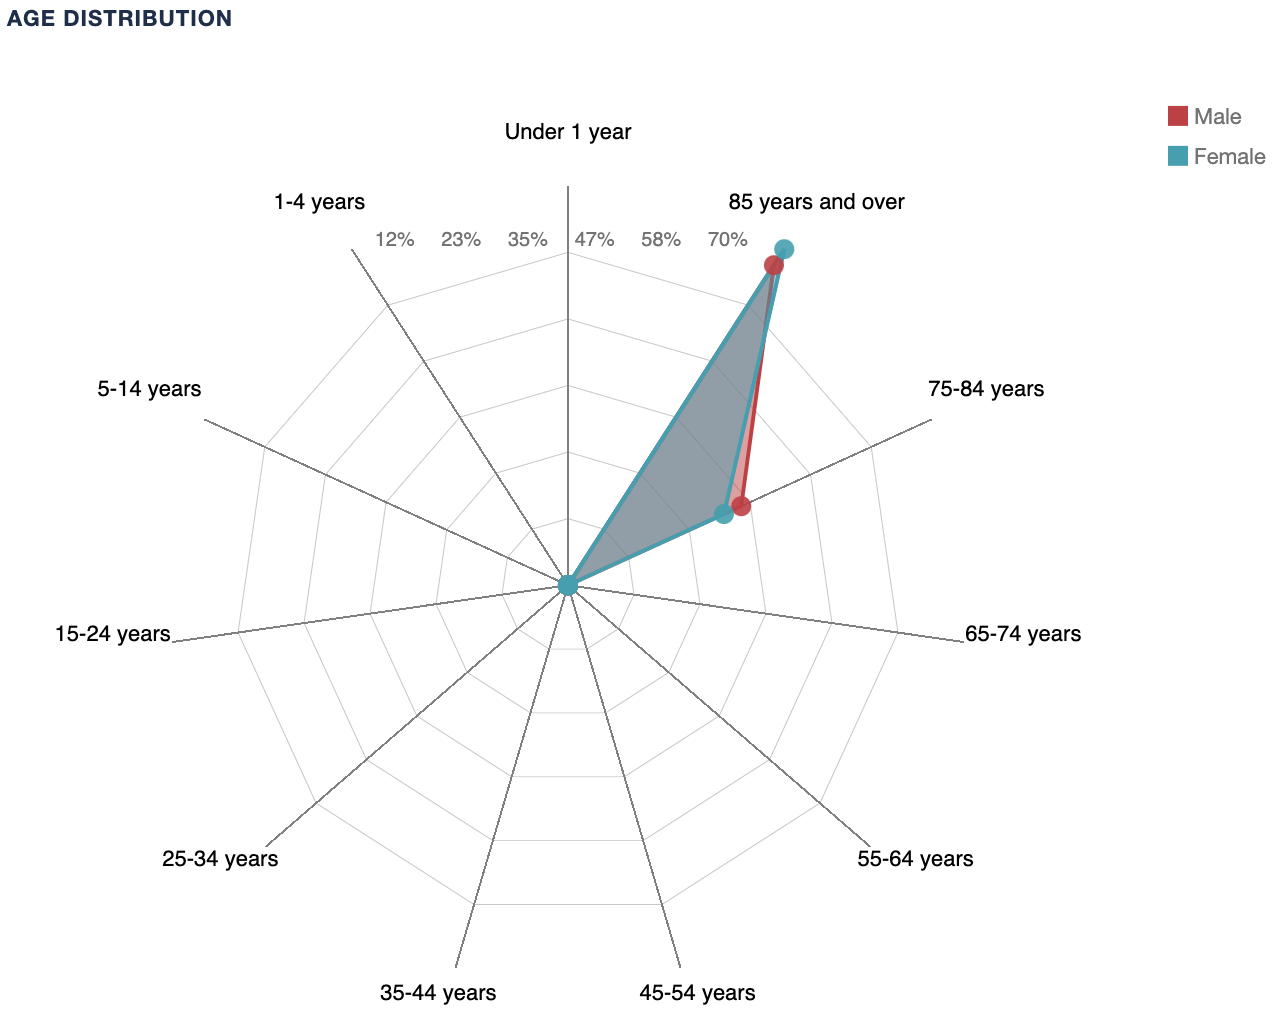 AGE DISTRIBUTION
Male
Under 1 year
Female
1-4 years
85 years and over
12% 23% 35% 47% 58% 70%
5-14 years
75-84 years
15-24 years
65-74 years
25-34 years
55-64 years
35-44 years
45-54 years